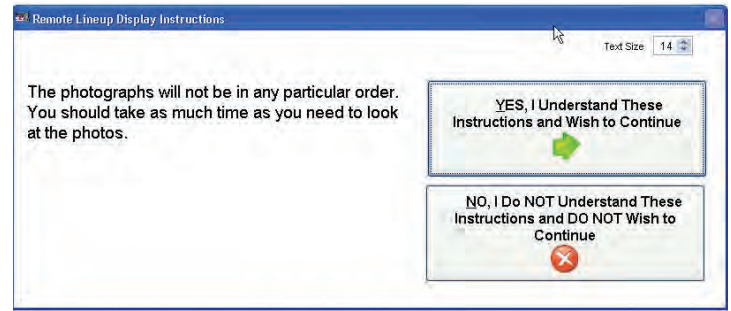 Remote Lineup Display Instructions
Text Size 14
The photographs will not be in any particular order.
You should take as much time as you need to look
at the photos.
YES, I Understand These
Instructions and Wish to Continue
NO, I Do NOT Understand These
Instructions and DO NOT Wish to
Continue